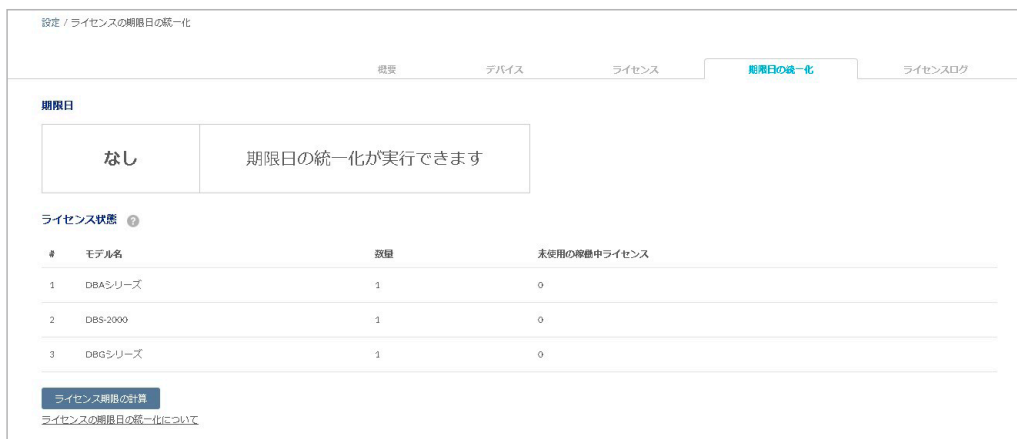 設定 / ライセンスの期限日の統一化
概要 デバイス ライセンス 期限日の統一化 ライセンスログ
期限日
なし 期限日の統一化が実行できます
ライセンス状態 ?
# モデル名 数量 未使用の稼働中ライセンス
1 DBAシリーズ 1 0
2 DBS-2000 1 0
3 DBGシリーズ 1 0
ライセンス期限の計算
ライセンスの期限日の統一化について